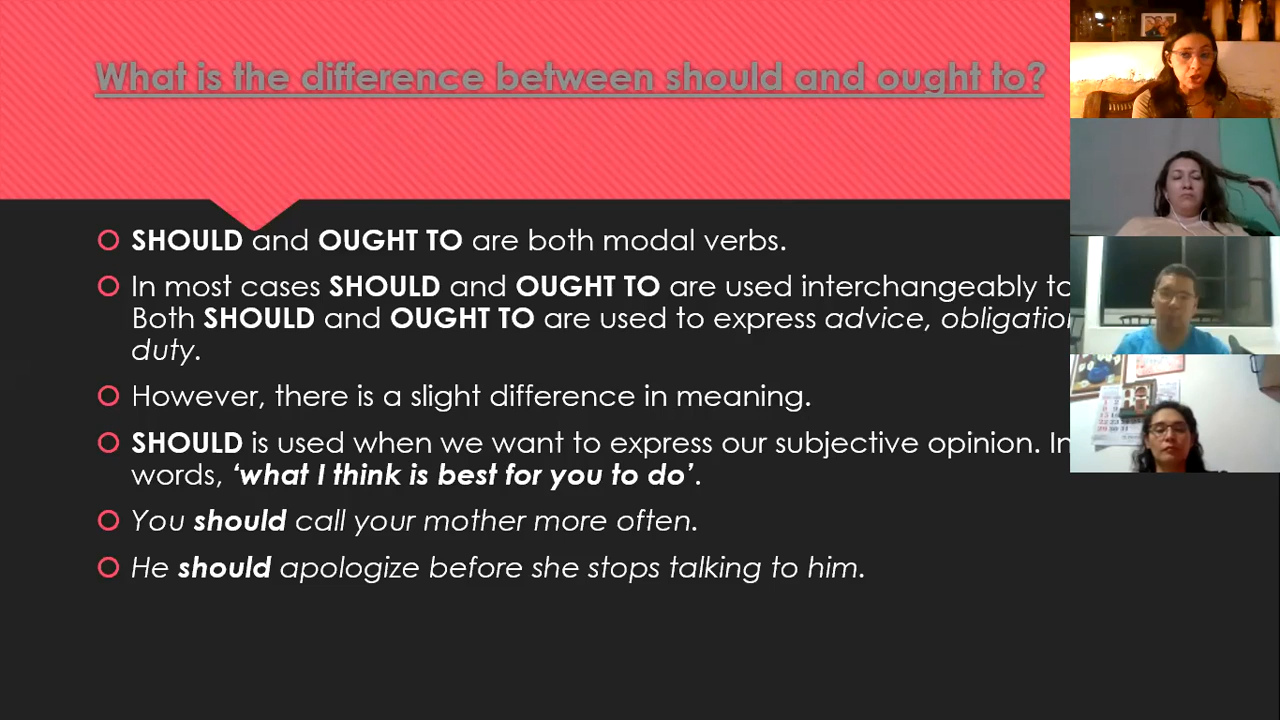 What is the difference between should and ought to?
SHOULD and OUGHT TO are both modal verbs.
In most cases SHOULD and OUGHT TO are used interchangeably
Both SHOULD and OUGHT TO are used to express advice,
duty.
However, there is a slight difference in meaning.
SHOULD is used when we want to express our subjective opinion. In
words, ‘what I think is best for you to do’.
You should call your mother more often.
He should apologize before she stops talking to him.